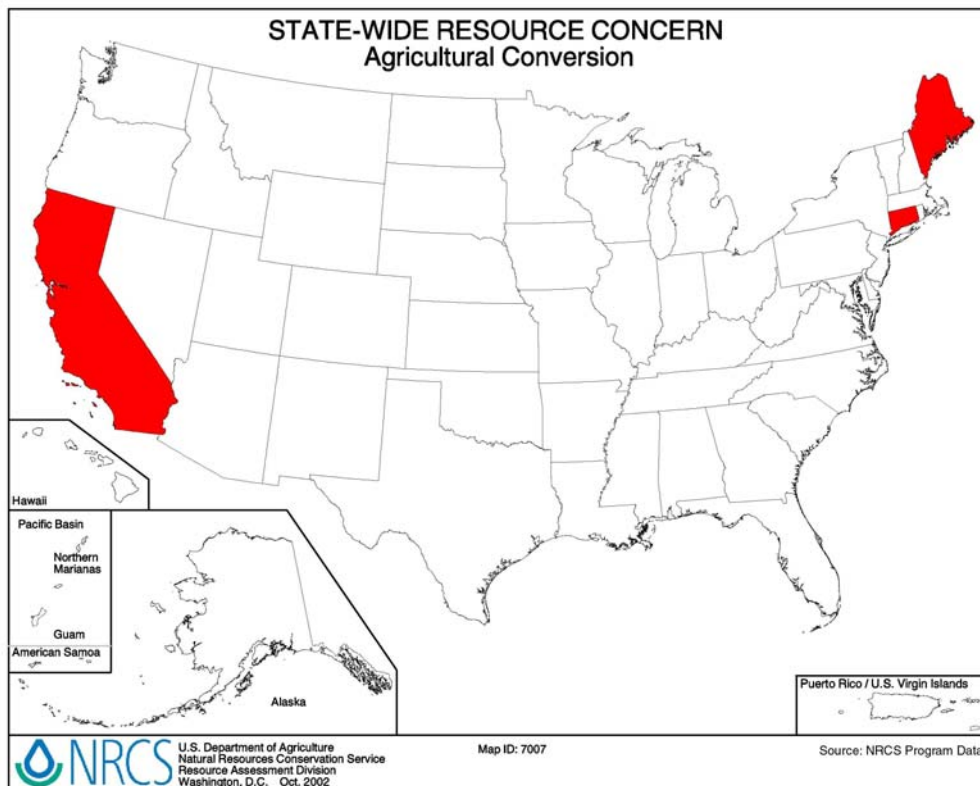 STATE-WIDE RESOURCE CONCERN
Agricultural Conversion
Hawaii
Pacific Basin
Northern
Marianas
Guam
American Samoa
Alaska
Puerto Rico / U.S. Virgin Islands
NRCS
U.S. Department of Agriculture
Natural Resources Conservation Service
Resource Assessment Division
Washington, D.C. Oct. 2002
Map ID: 7007
Source: NRCS Program Data